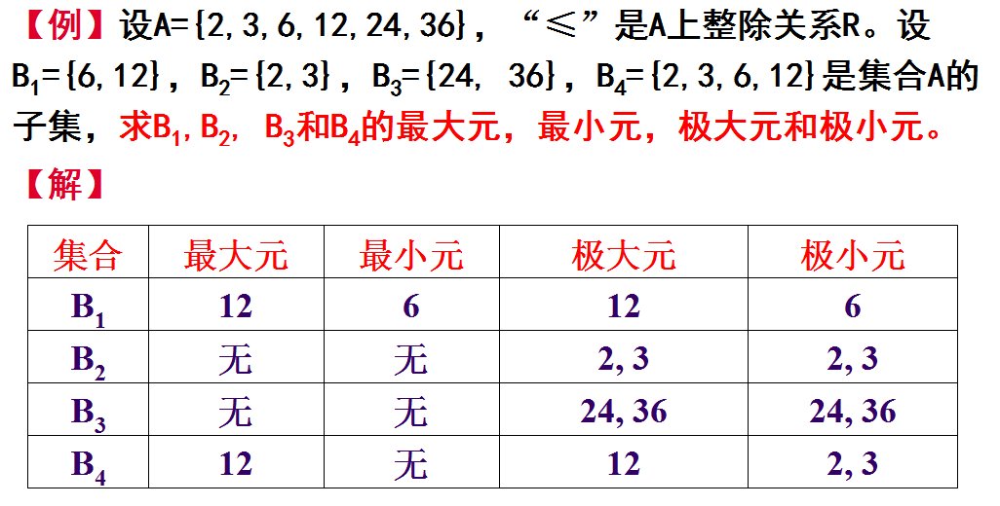 【例】设A={2,3,6,12,24,36}，“≤”是A上整除关系R。设
B₁={6,12}，B₂={2,3}，B₃={24, 36}，B₄={2,3,6,12}是集合A的
子集，求B₁,B₂, B₃和B₄的最大元，最小元，极大元和极小元。
【解】
集合 最大元 最小元 极大元 极小元
B₁ 12 6 12 6
B₂ 无 无 2, 3 2, 3
B₃ 无 无 24, 36 24, 36
B₄ 12 无 12 2, 3